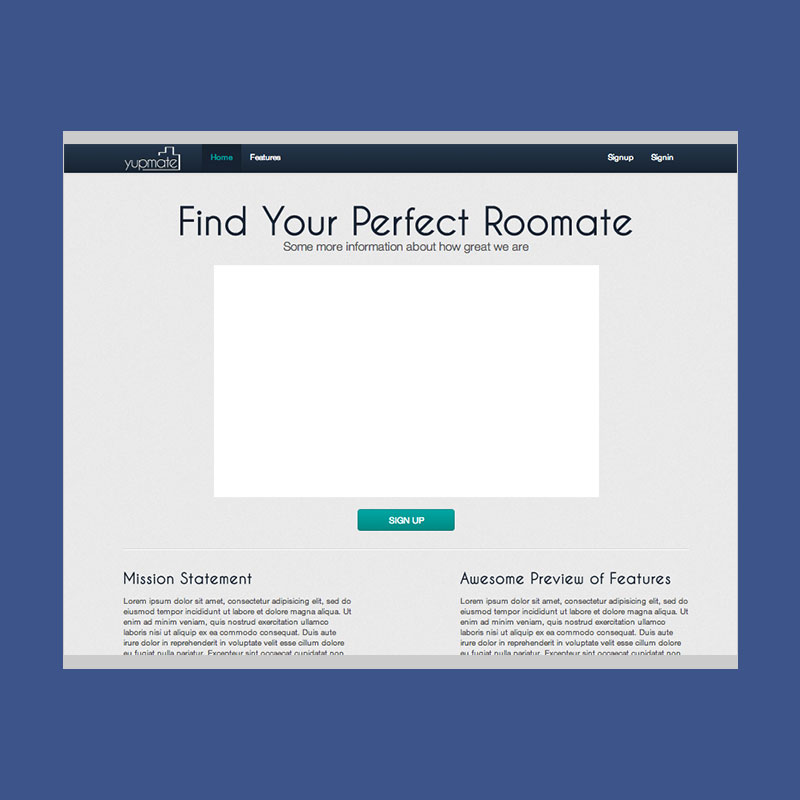 yupmate Home Features Signup Signin
Find Your Perfect Roomate
Some more information about how great we are
SIGN UP
Mission Statement
Lorem ipsum dolor sit amet, consectetur adipisicing elit, sed do
eiusmod tempor incididunt ut labore et dolore magna aliqua. Ut
enim ad minim veniam, quis nostrud exercitation ullamco
laboris nisi ut aliquip ex ea commodo consequat. Duis aute
irure dolor in reprehenderit in voluptate velit esse cillum dolore
eu fugiat nulla pariatur. Excepteur sint occaecat cupidatat non
Awesome Preview of Features
Lorem ipsum dolor sit amet, consectetur adipisicing elit, sed do
eiusmod tempor incididunt ut labore et dolore magna aliqua. Ut
enim ad minim veniam, quis nostrud exercitation ullamco
laboris nisi ut aliquip ex ea commodo consequat. Duis aute
irure dolor in reprehenderit in voluptate velit esse cillum dolore
eu fugiat nulla pariatur. Excepteur sint occaecat cupidatat non